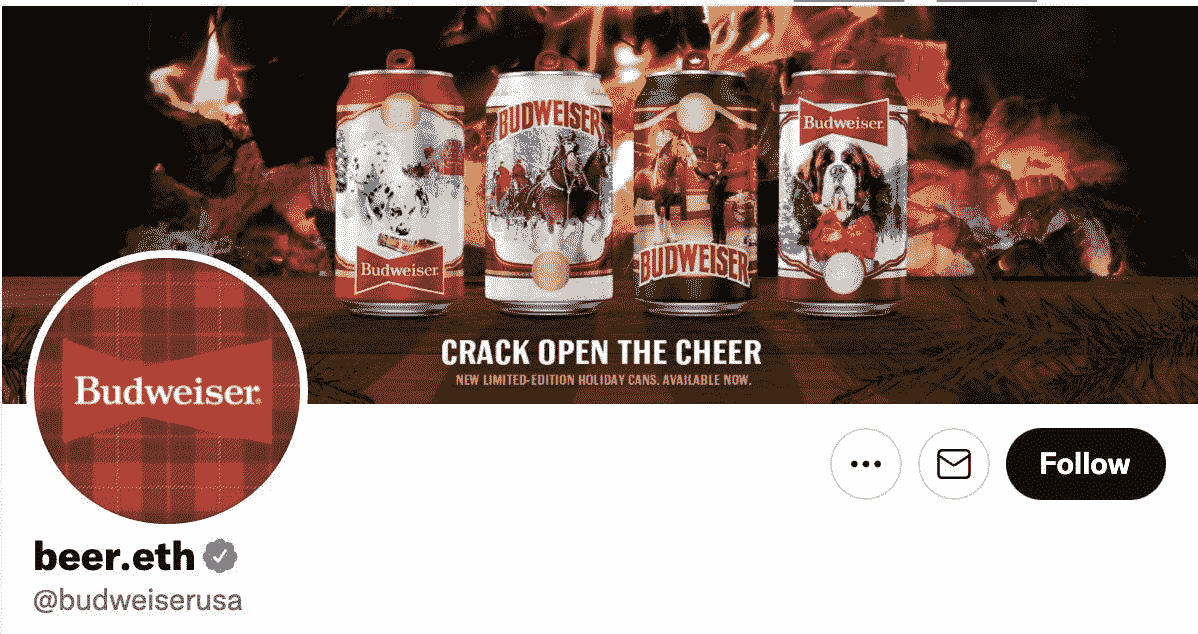 Budweiser
BUDWEISER
BUDWEISER
Budweiser
CRACK OPEN THE CHEER
NEW LIMITED-EDITION HOLIDAY CANS. AVAILABLE NOW.
Budweiser
Follow
beer.eth
@budweiserusa